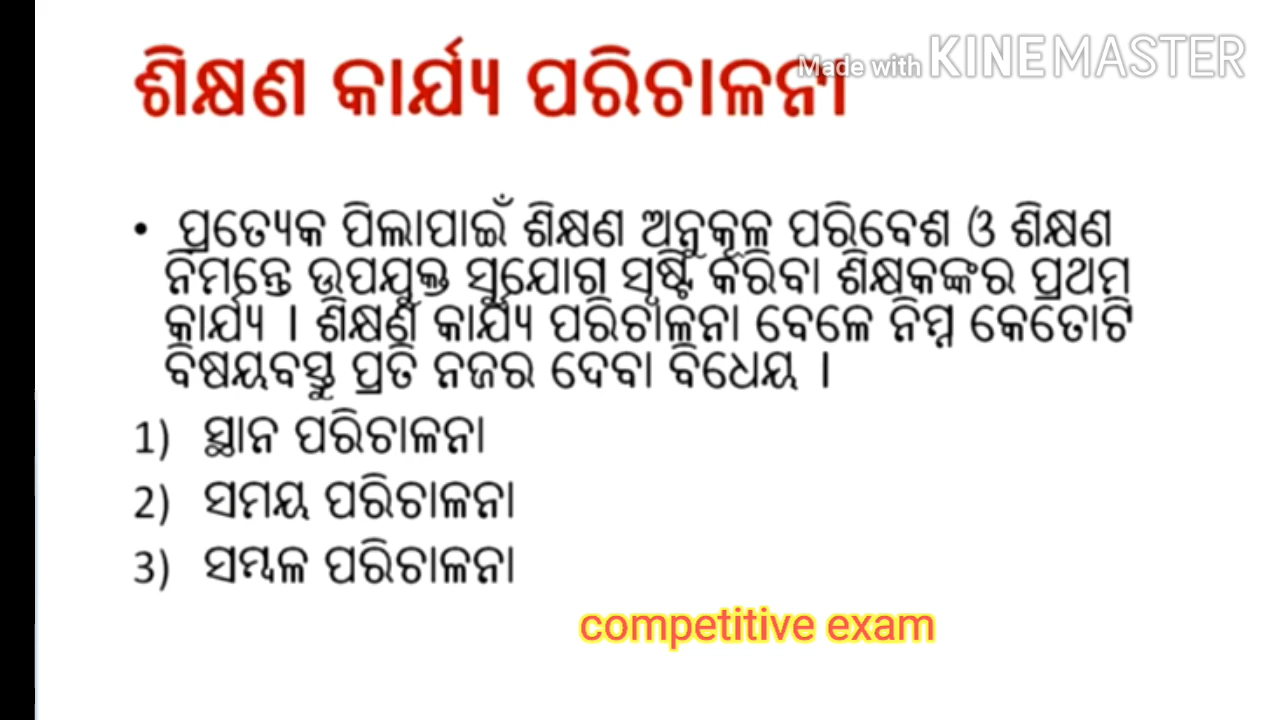 Made with KINEMASTER
ଶିକ୍ଷଣ କାର୍ଯ୍ୟ ପରିଚାଳନା
• ପ୍ରତ୍ୟେକ ପିଲାପାଇଁ ଶିକ୍ଷଣ ଅନୁକୂଳ ପରିବେଶ ଓ ଶିକ୍ଷଣ
ନିମନ୍ତେ ଉପଯୁକ୍ତ ସୁଯୋଗ ସୃଷ୍ଟି କରିବା ଶିକ୍ଷକଙ୍କର ପ୍ରଥମ
କାର୍ଯ୍ୟ । ଶିକ୍ଷଣ କାର୍ଯ୍ୟ ପରିଚାଳନା ବେଳେ ନିମ୍ନ କେତୋଟି
ବିଷୟବସ୍ତୁ ପ୍ରତି ନଜର ଦେବା ବିଧେୟ ।
1) ସ୍ଥାନ ପରିଚାଳନା
2) ସମୟ ପରିଚାଳନା
3) ସମ୍ବଳ ପରିଚାଳନା
competitive exam